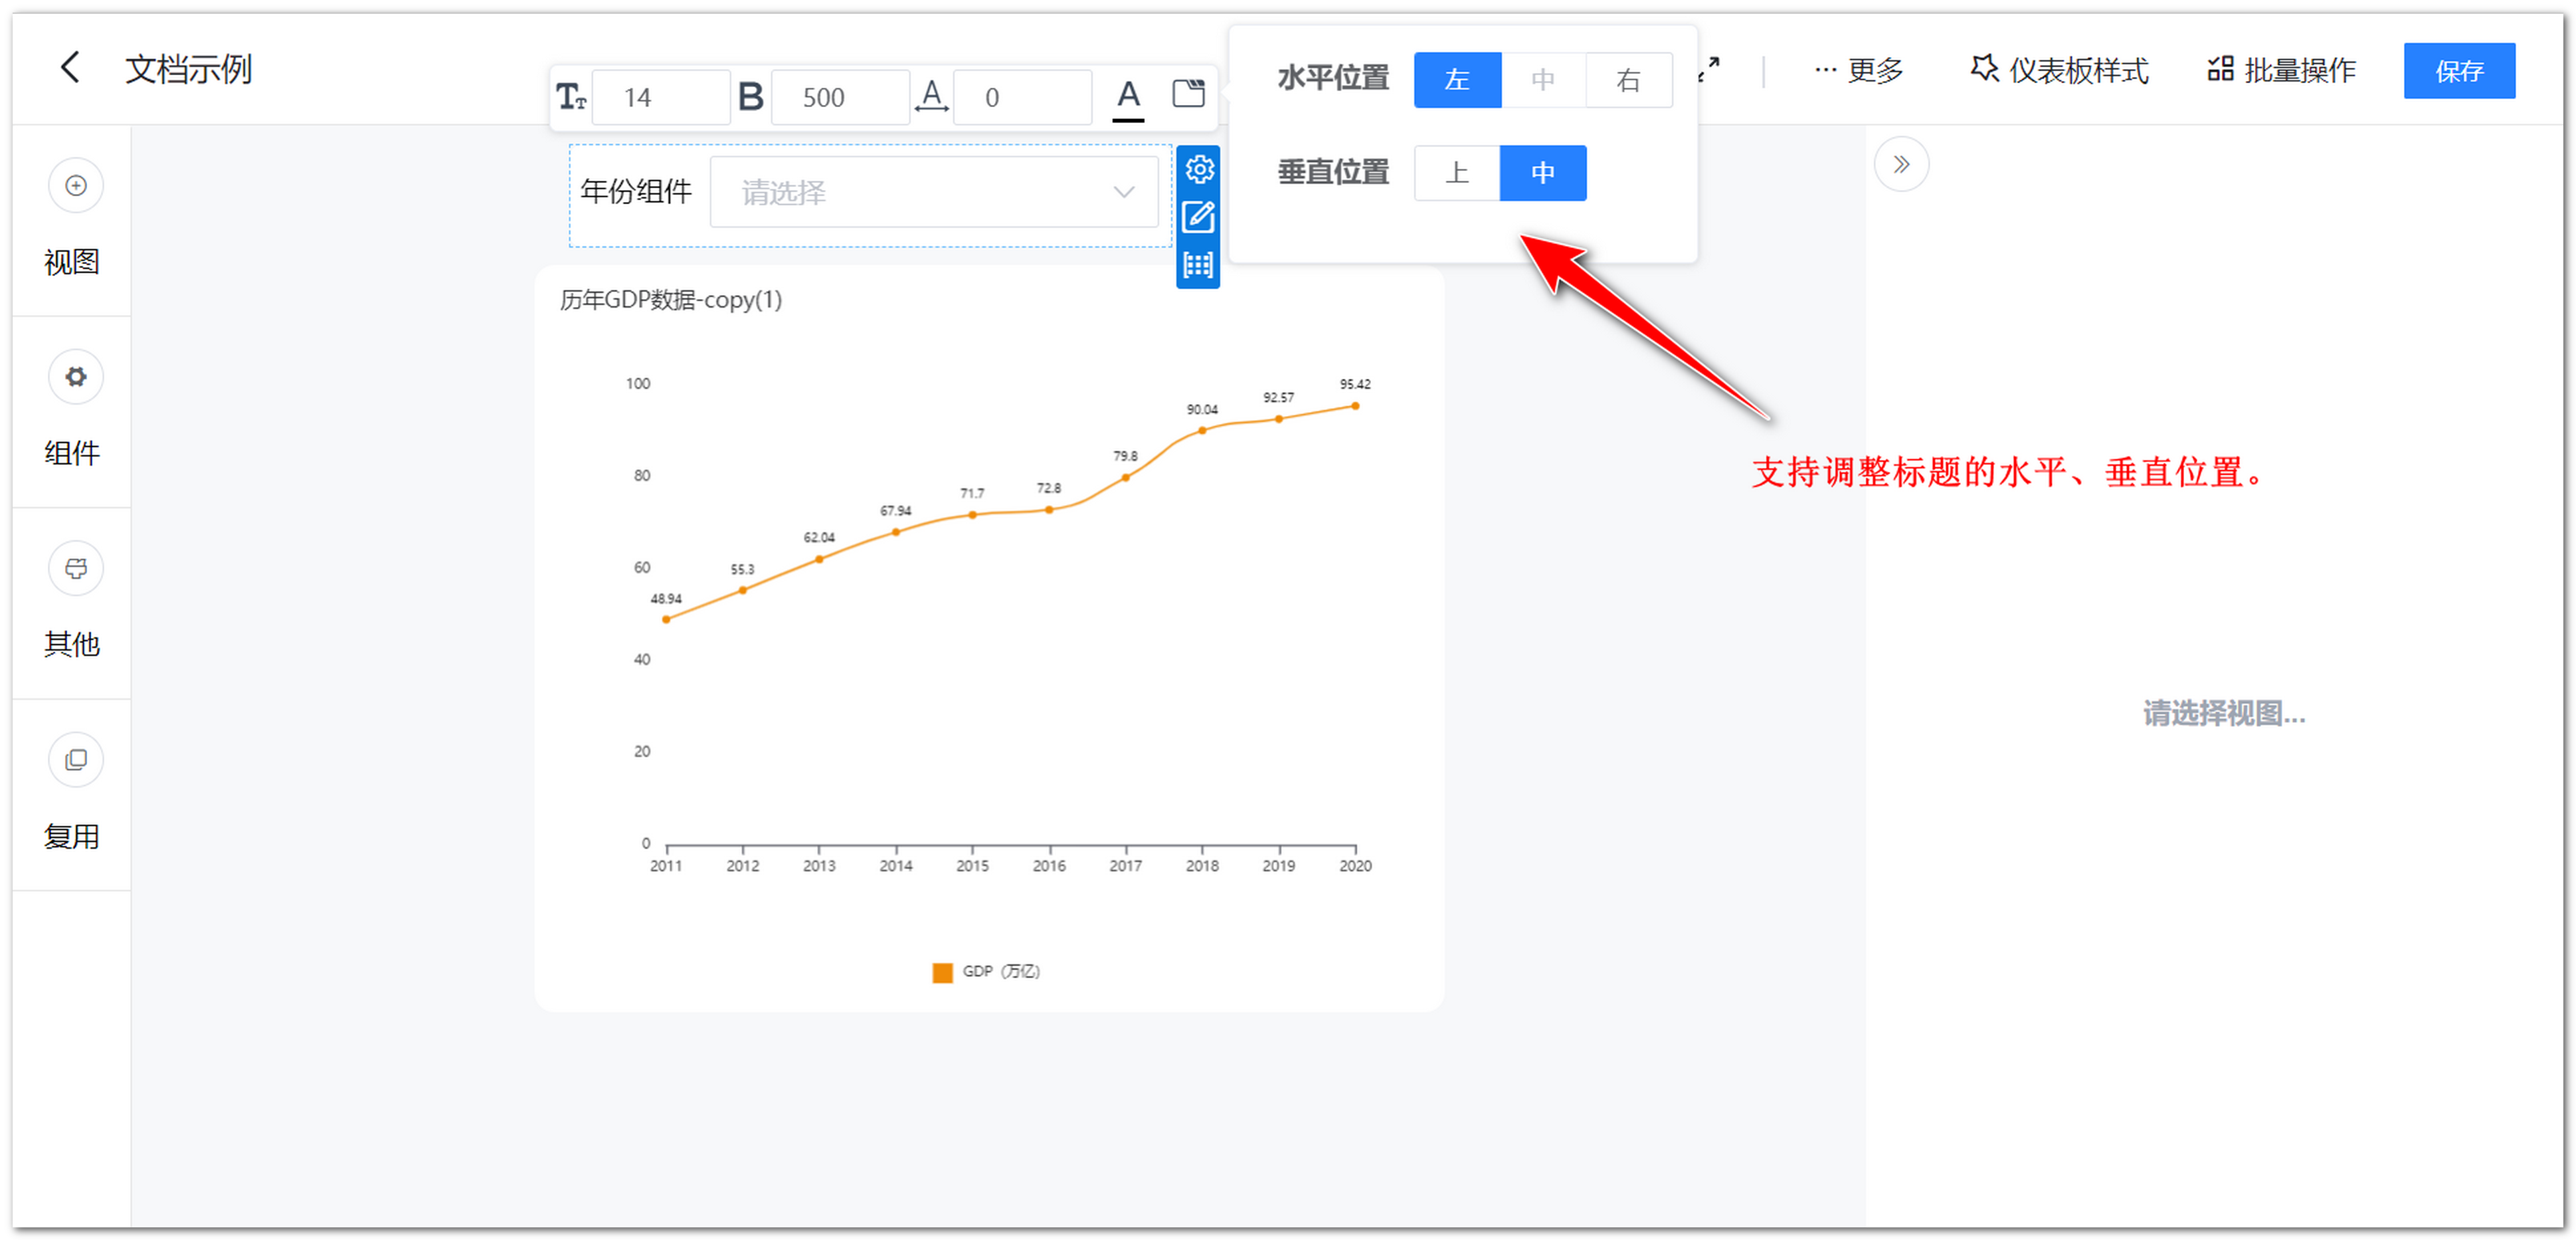 文档示例
14
B
500
A
0
A
水平位置
左
中
右
垂直位置
上
中
更多
仪表板样式
批量操作
保存
视图
组件
其他
复用
年份组件
请选择
历年GDP数据-copy(1)
100
80
60
40
20
0
48.94
55.3
62.04
67.94
71.7
72.8
79.8
90.04
92.57
95.42
2011
2012
2013
2014
2015
2016
2017
2018
2019
2020
GDP（万亿）
支持调整标题的水平、垂直位置。
请选择视图...